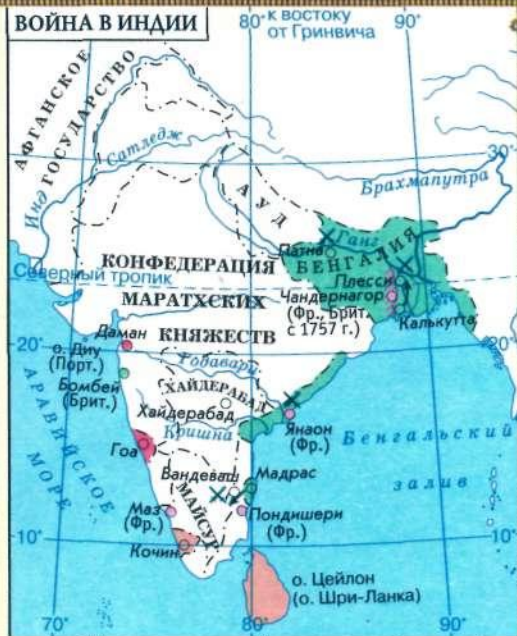 ВОЙНА В ИНДИИ
80° к востоку
от Гринвича
90°
АФГАНСКОЕ
ГОСУДАРСТВО
Инд
Сатледж
30°
Брахмапутра
АУД
Ганг
Патна
БЕНГАЛИЯ
КОНФЕДЕРАЦИЯ
Северный тропик
Плесси
МАРАТХСКИХ
Чандернагор
(Фр., Брит.
с 1757 г.)
Калькутта
КНЯЖЕСТВ
Даман
20°
20°
о. Диу
(Порт.)
Годавари
Бомбей
(Брит.)
ХАЙДЕРАБАД
Хайдерабад
Янаон
(Фр.)
Кришна
Гоа
АРАВИЙСКОЕ
МОРЕ
Бенгальский
залив
Вандеваш
Мадрас
МАЙСУР
Маэ
(Фр.)
Пондишери
(Фр.)
10°
10°
Кочин
о. Цейлон
(о. Шри-Ланка)
70°
80°
90°